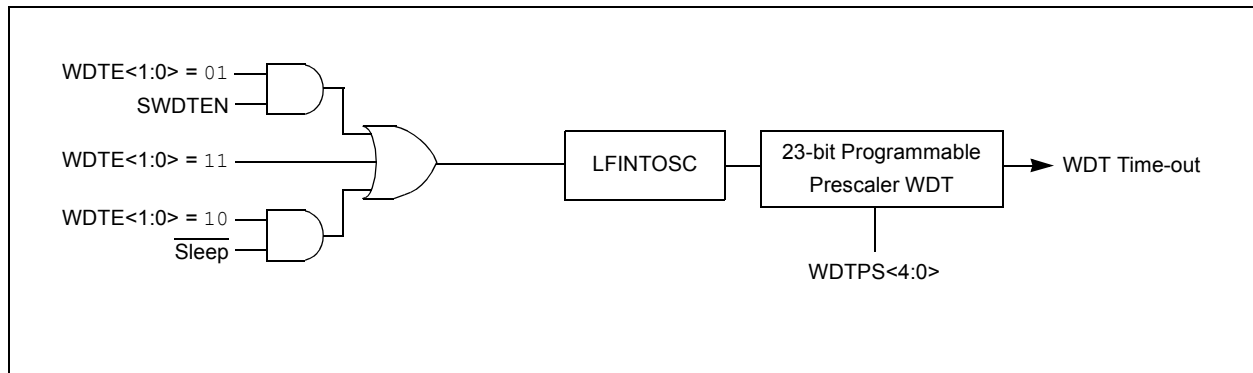 WDTE<1:0> = 01
SWDTEN
WDTE<1:0> = 11
WDTE<1:0> = 10
Sleep
LFINTOSC
23-bit Programmable
Prescaler WDT
WDT Time-out
WDTPS<4:0>